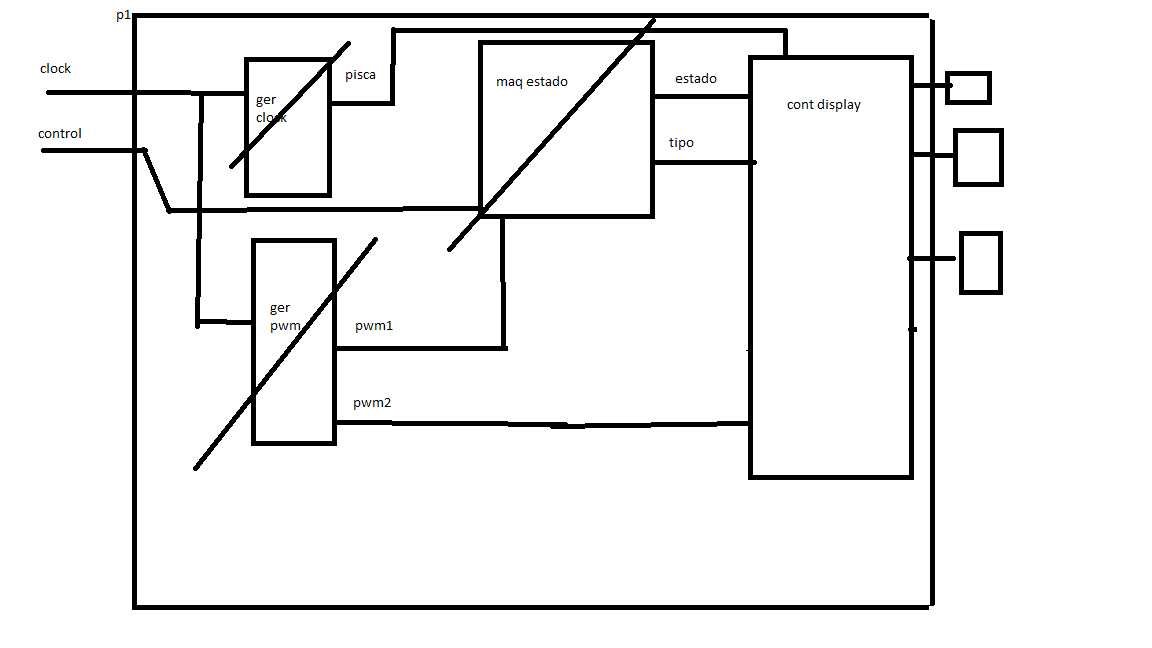 p1
clock
control
ger
clock
pisca
maq estado
estado
tipo
cont display
ger
pwm
pwm1
pwm2